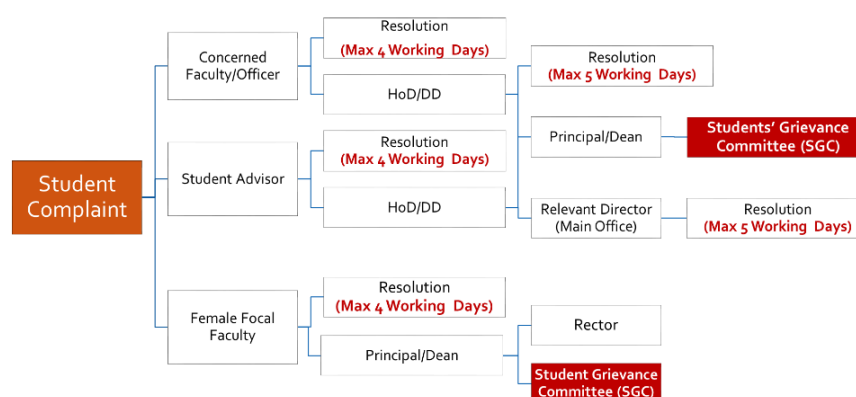 Student
Complaint
Concerned
Faculty/Officer
Resolution
(Max 4 Working Days)
HoD/DD
Resolution
(Max 5 Working Days)
Principal/Dean
Students' Grievance
Committee (SGC)
Student Advisor
Resolution
(Max 4 Working Days)
HoD/DD
Relevant Director
(Main Office)
Resolution
(Max 5 Working Days)
Female Focal
Faculty
Resolution
(Max 4 Working Days)
Principal/Dean
Rector
Student Grievance
Committee (SGC)